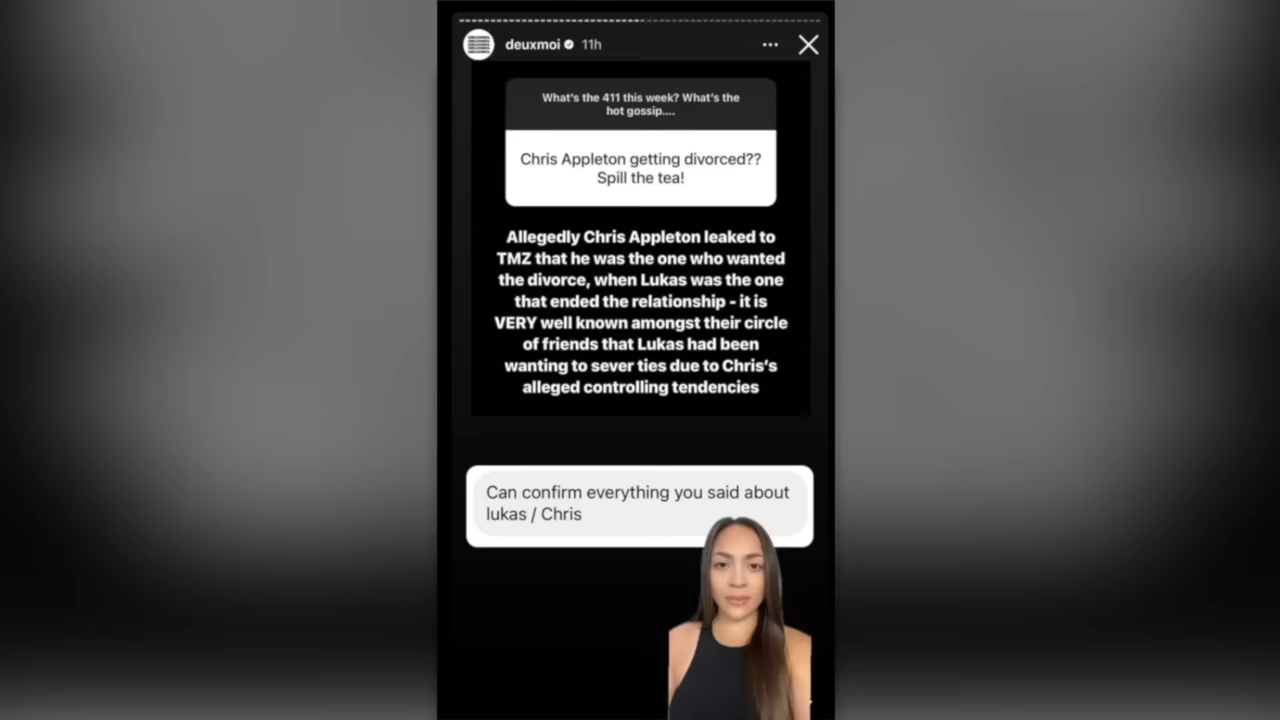 deuxmoi 11h
What's the 411 this week? What's the
hot gossip....
Chris Appleton getting divorced??
Spill the tea!
Allegedly Chris Appleton leaked to
TMZ that he was the one who wanted
the divorce, when Lukas was the one
that ended the relationship - it is
VERY well known amongst their circle
of friends that Lukas had been
wanting to sever ties due to Chris's
alleged controlling tendencies
Can confirm everything you said about
lukas / Chris